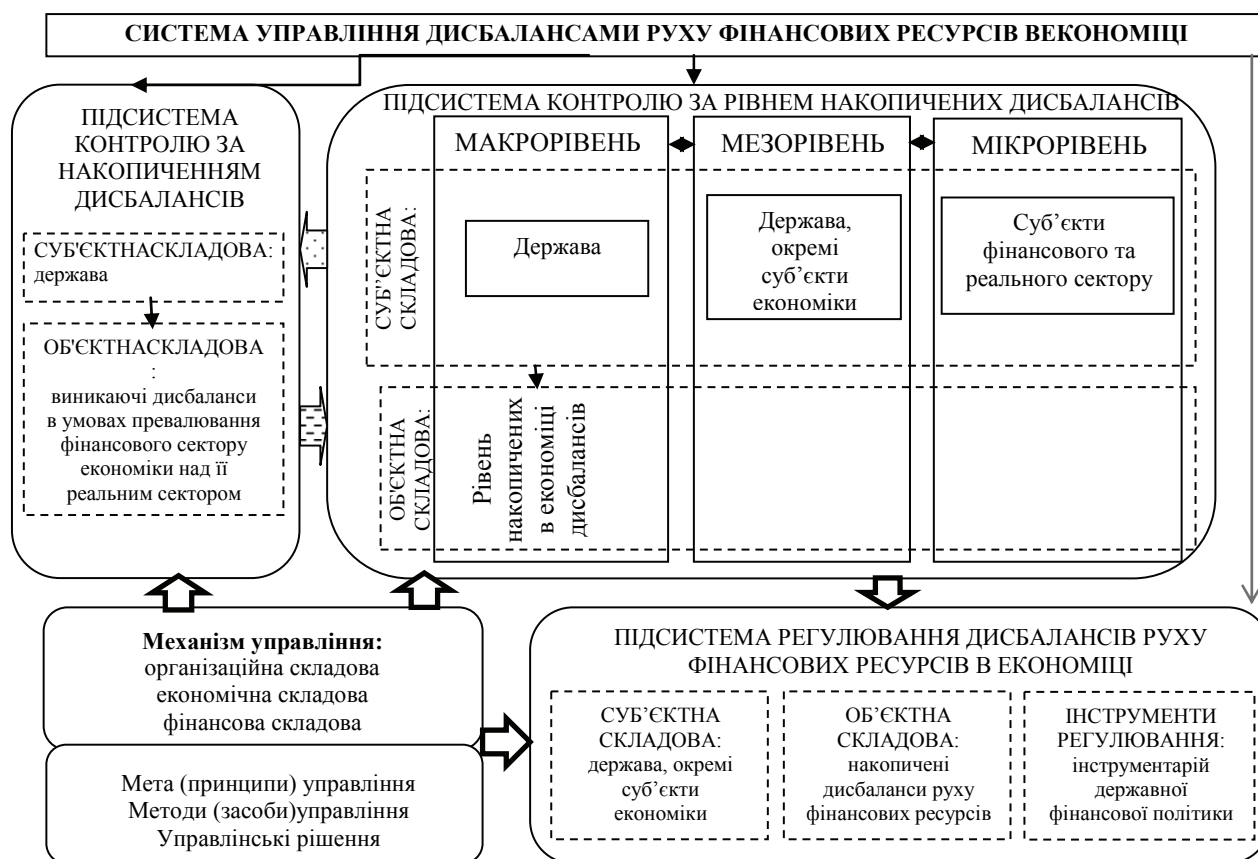 СИСТЕМА УПРАВЛІННЯ ДИСБАЛАНСАМИ РУХУ ФІНАНСОВИХ РЕСУРСІВ ВЕКОНОМІЦІ
ПІДСИСТЕМА
КОНТРОЛЮ ЗА
НАКОПИЧЕННЯМ
ДИСБАЛАНСІВ
СУБ'ЄКТНАСКЛАДОВА:
держава
ОБ'ЄКТНАСКЛАДОВА
:
виникаючі дисбаланси
в умовах превалювання
фінансового сектору
економіки над її
реальним сектором
ПІДСИСТЕМА КОНТРОЛЮ ЗА РІВНЕМ НАКОПИЧЕНИХ ДИСБАЛАНСІВ
МАКРОРІВЕНЬ
МЕЗОРІВЕНЬ
МІКРОРІВЕНЬ
СУБ'ЄКТНА
СКЛАДОВА:
Держава
Держава,
окремі
суб’єкти
економіки
Суб’єкти
фінансового та
реального сектору
ОБ'ЄКТНА
СКЛАДОВА:
Рівень
накопичених
в економіці
дисбалансів
Механізм управління:
організаційна складова
економічна складова
фінансова складова
Мета (принципи) управління
Методи (засоби)управління
Управлінські рішення
ПІДСИСТЕМА РЕГУЛЮВАННЯ ДИСБАЛАНСІВ РУХУ
ФІНАНСОВИХ РЕСУРСІВ В ЕКОНОМІЦІ
СУБ’ЄКТНА
СКЛАДОВА:
держава, окремі
суб’єкти
економіки
ОБ’ЄКТНА
СКЛАДОВА:
накопичені
дисбаланси руху
фінансових ресурсів
ІНСТРУМЕНТИ
РЕГУЛЮВАННЯ:
інструментарій
державної
фінансової політики